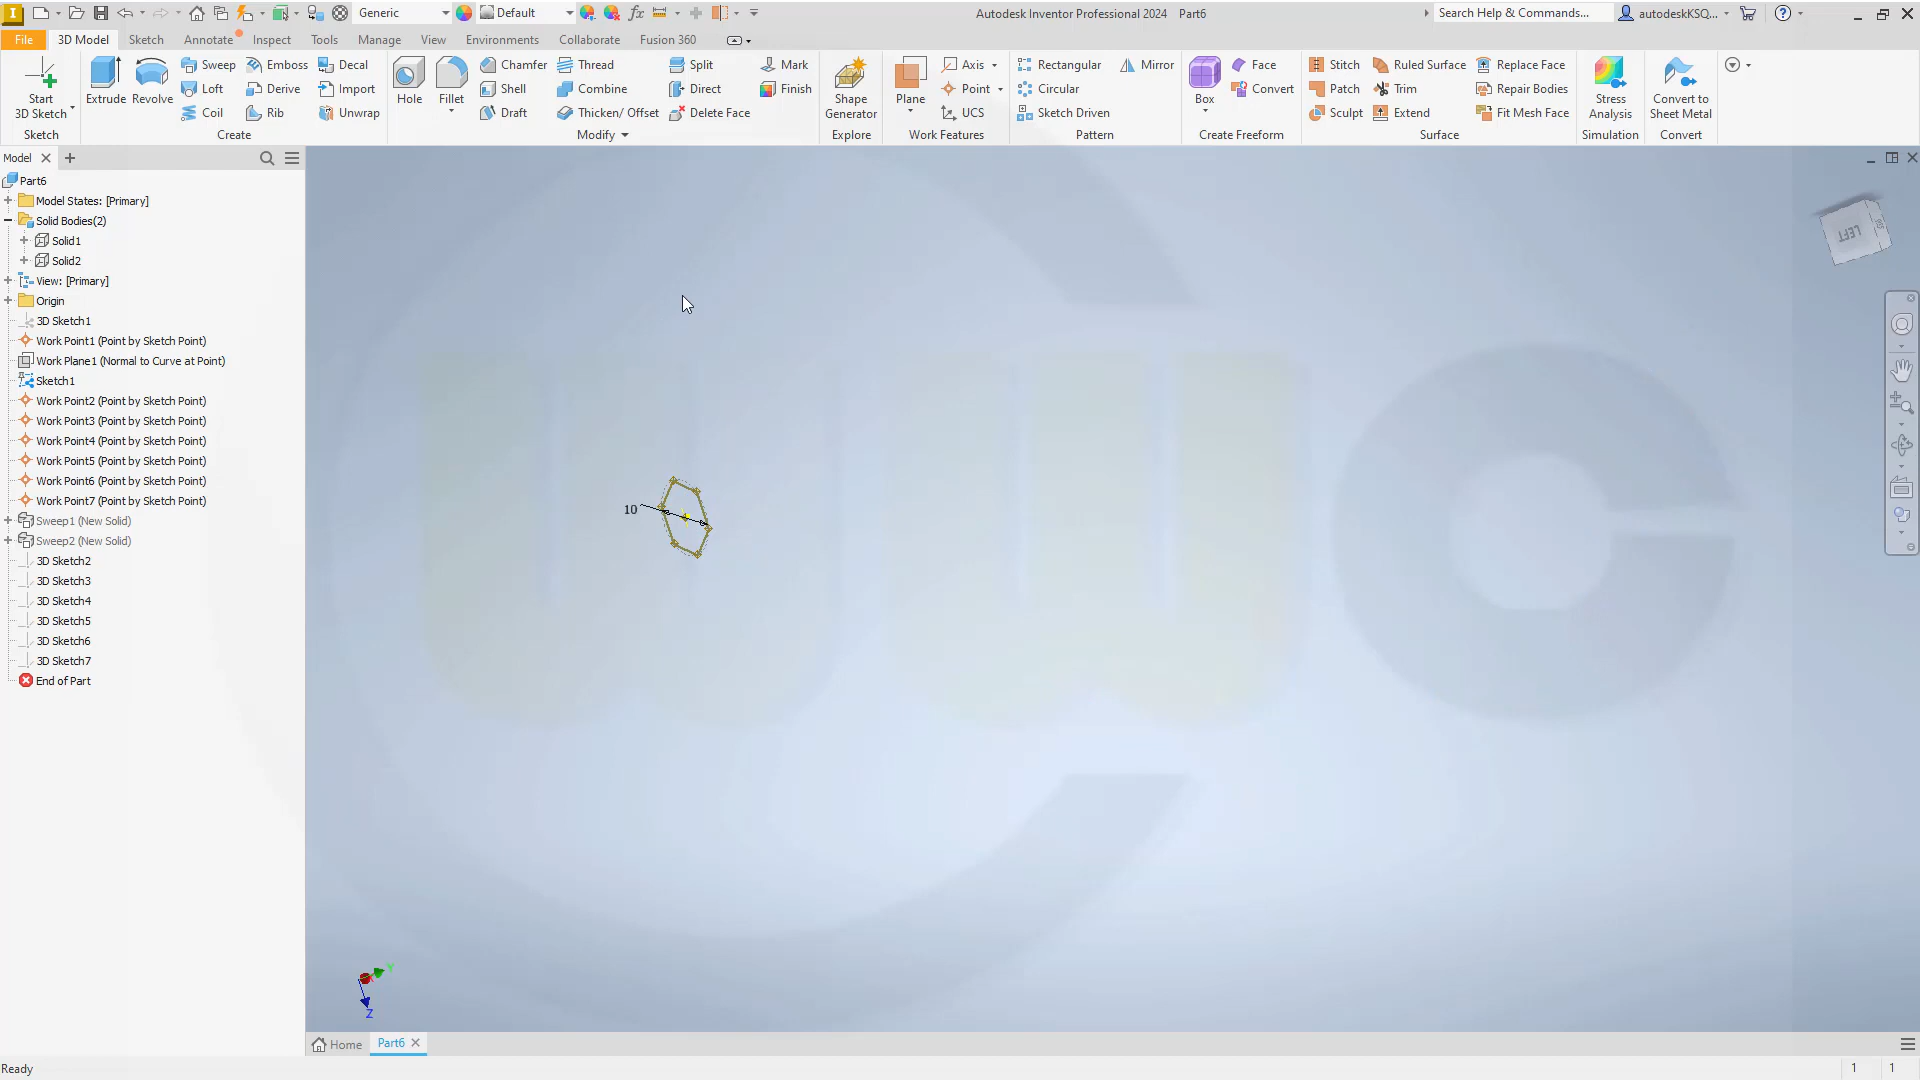 Generic
Default
Autodesk Inventor Professional 2024 Part6
Search Help & Commands...
autodeskKSQ...
File
3D Model
Sketch
Annotate
Inspect
Tools
Manage
View
Environments
Collaborate
Fusion 360
Start
3D Sketch
Sketch
Extrude
Revolve
Sweep
Emboss
Decal
Loft
Derive
Import
Coil
Rib
Unwrap
Create
Hole
Fillet
Chamfer
Thread
Split
Mark
Shell
Combine
Direct
Finish
Draft
Thicken/ Offset
Delete Face
Modify
Shape
Generator
Explore
Plane
Axis
Point
UCS
Work Features
Rectangular
Mirror
Circular
Sketch Driven
Pattern
Box
Face
Convert
Create Freeform
Stitch
Ruled Surface
Replace Face
Patch
Trim
Repair Bodies
Sculpt
Extend
Fit Mesh Face
Surface
Stress
Analysis
Simulation
Convert to
Sheet Metal
Convert
Model
Part6
Model States: [Primary]
Solid Bodies(2)
Solid1
Solid2
View: [Primary]
Origin
3D Sketch1
Work Point1 (Point by Sketch Point)
Work Plane1 (Normal to Curve at Point)
Sketch1
Work Point2 (Point by Sketch Point)
Work Point3 (Point by Sketch Point)
Work Point4 (Point by Sketch Point)
Work Point5 (Point by Sketch Point)
Work Point6 (Point by Sketch Point)
Work Point7 (Point by Sketch Point)
Sweep1 (New Solid)
Sweep2 (New Solid)
3D Sketch2
3D Sketch3
3D Sketch4
3D Sketch5
3D Sketch6
3D Sketch7
End of Part
LEFT
10
Y
Z
Home
Part6
Ready
1 1